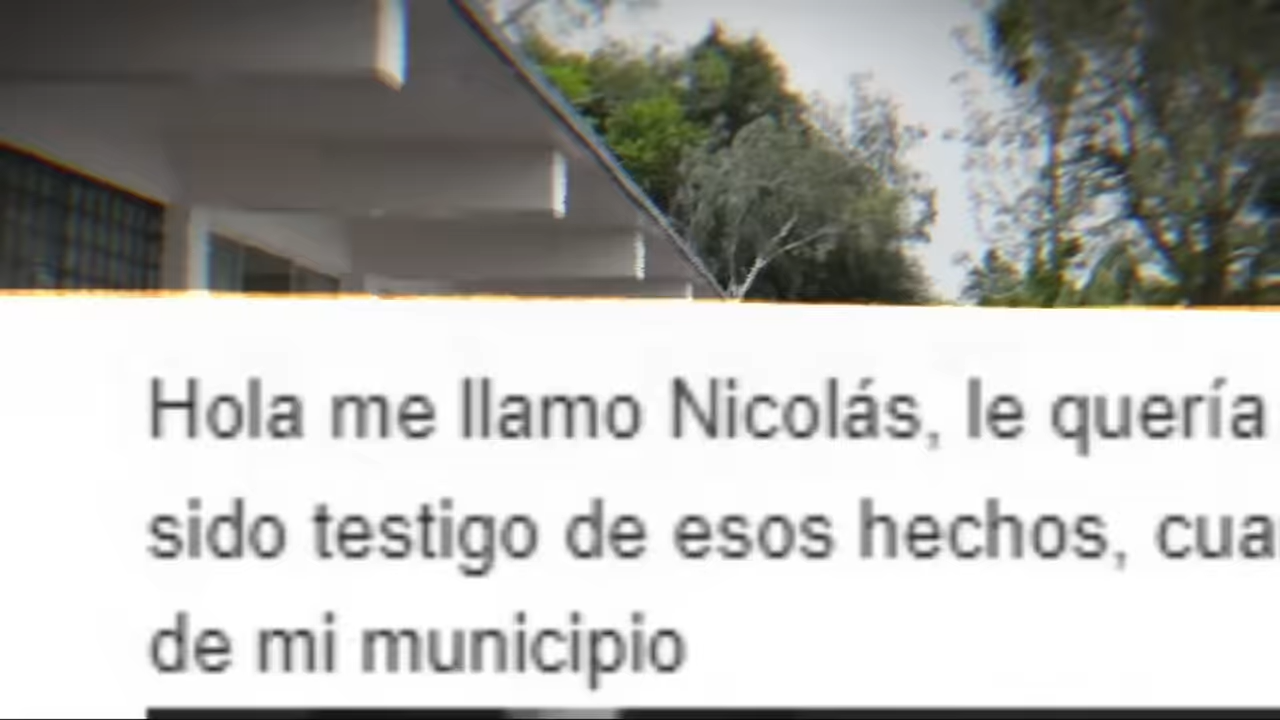 Hola me llamo Nicolás, le quería
sido testigo de esos hechos,
de mi municipio